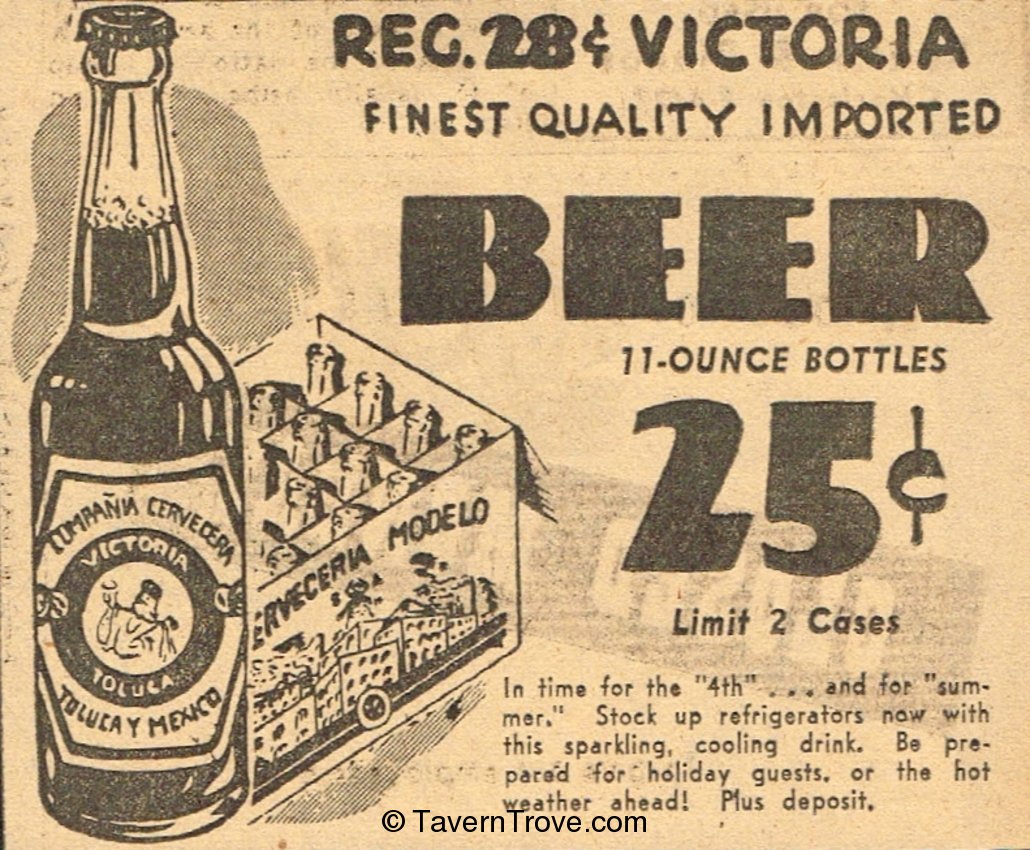 REG. 28¢ VICTORIA
FINEST QUALITY IMPORTED
BEER
11-OUNCE BOTTLES
25¢
Limit 2 Cases
In time for the "4th" . . . and for "sum-
mer." Stock up refrigerators now with
this sparkling, cooling drink. Be pre-
pared for holiday guests, or the hot
weather ahead! Plus deposit.
COMPAÑIA CERVECERA
VICTORIA
TOLUCA
TOLUCA Y MEXICO
ERVECERIA MODELO
© TavernTrove.com